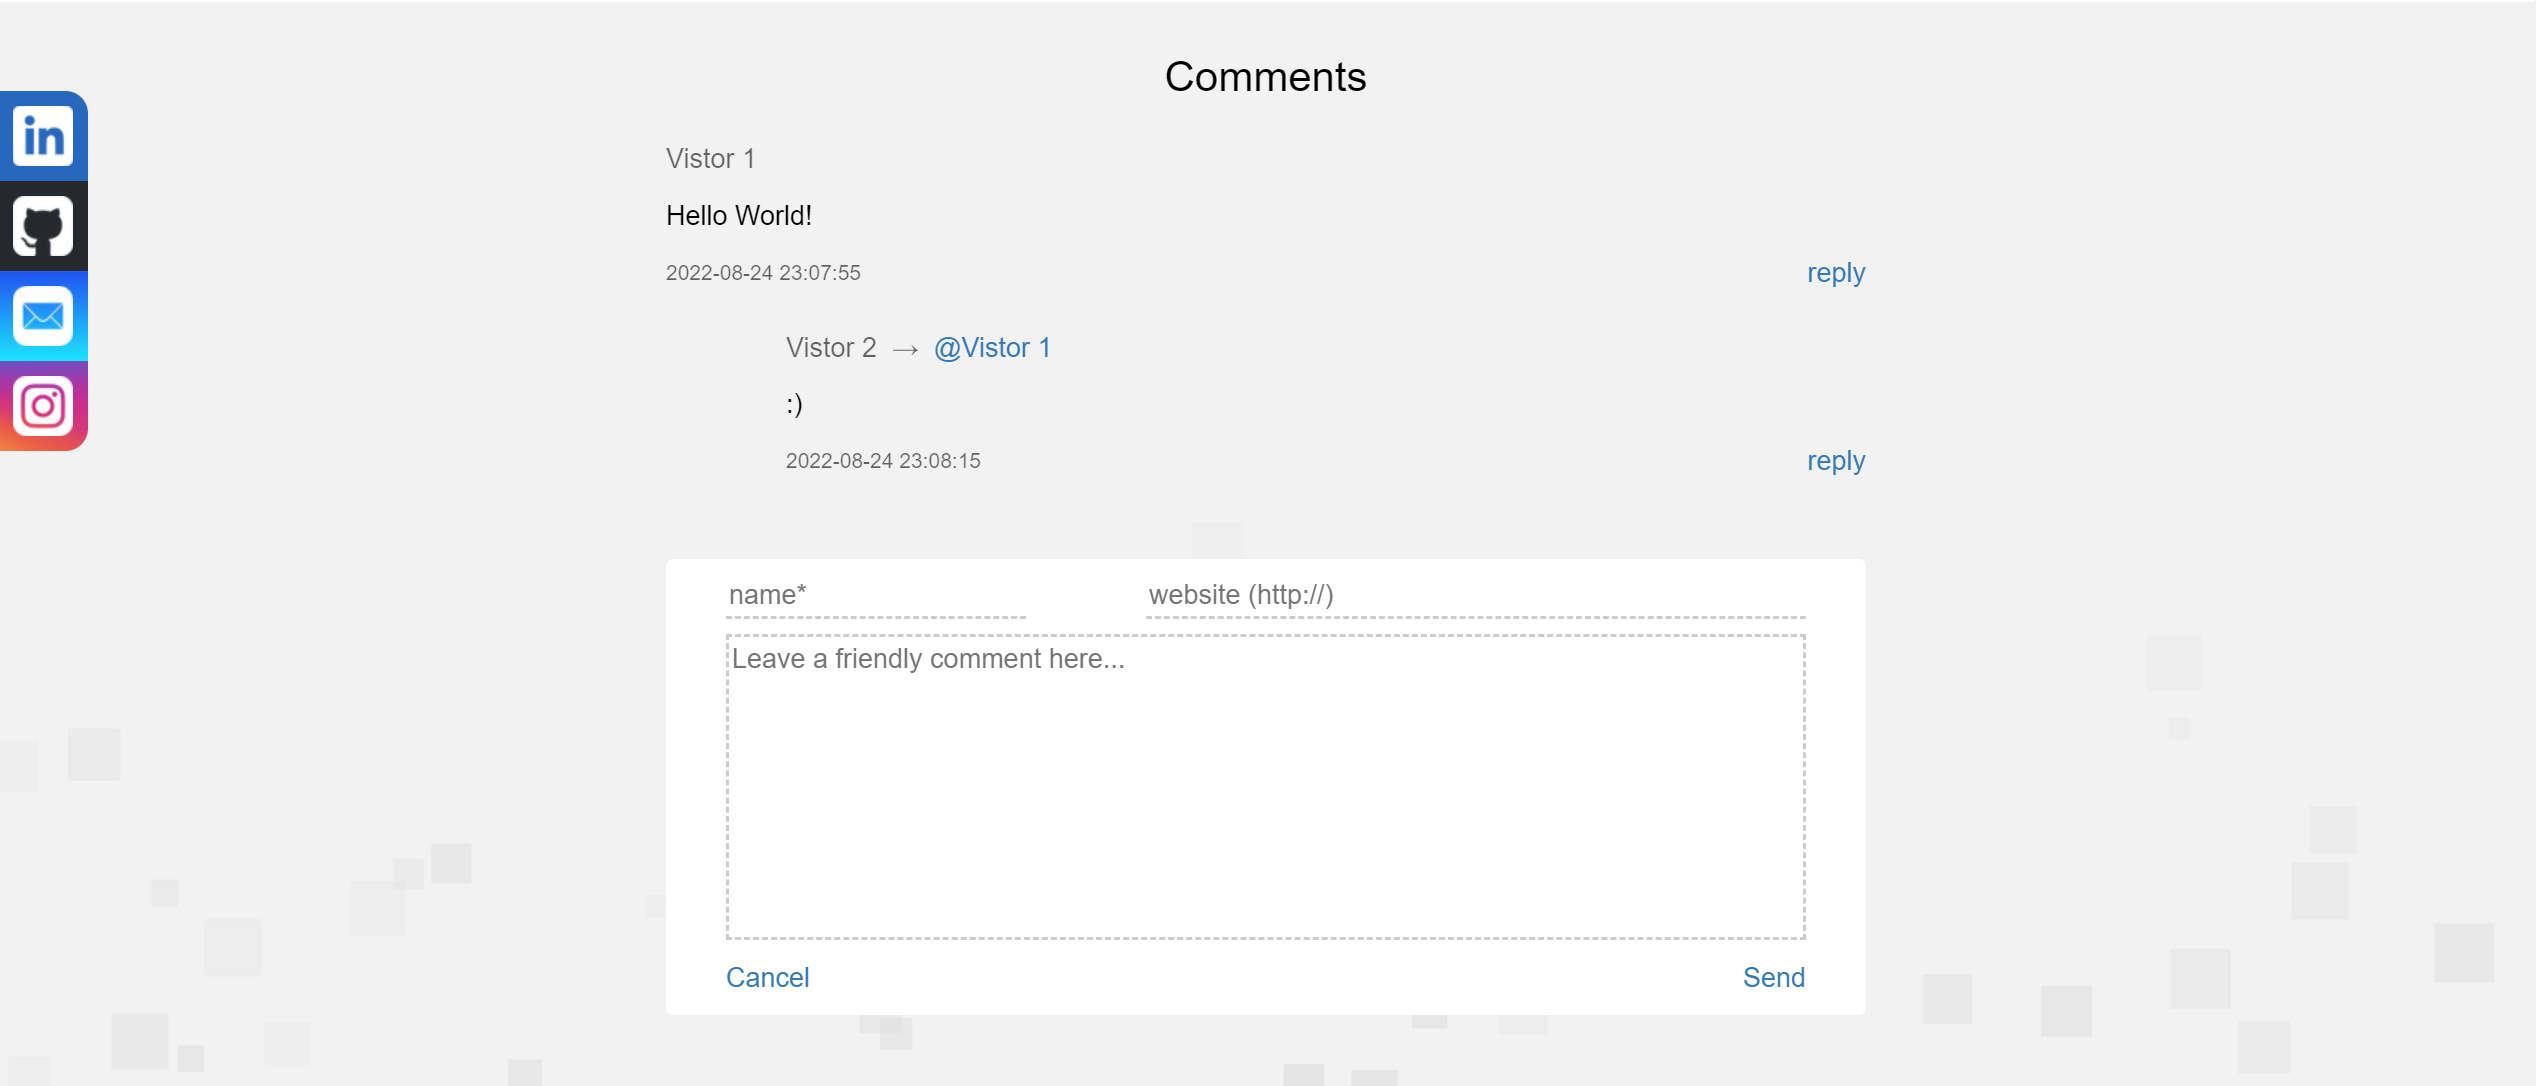 Comments
in
Vistor 1
Hello World!
2022-08-24 23:07:55 reply
Vistor 2 → @Vistor 1
:)
2022-08-24 23:08:15 reply
name* website (http://)
Leave a friendly comment here...
Cancel Send